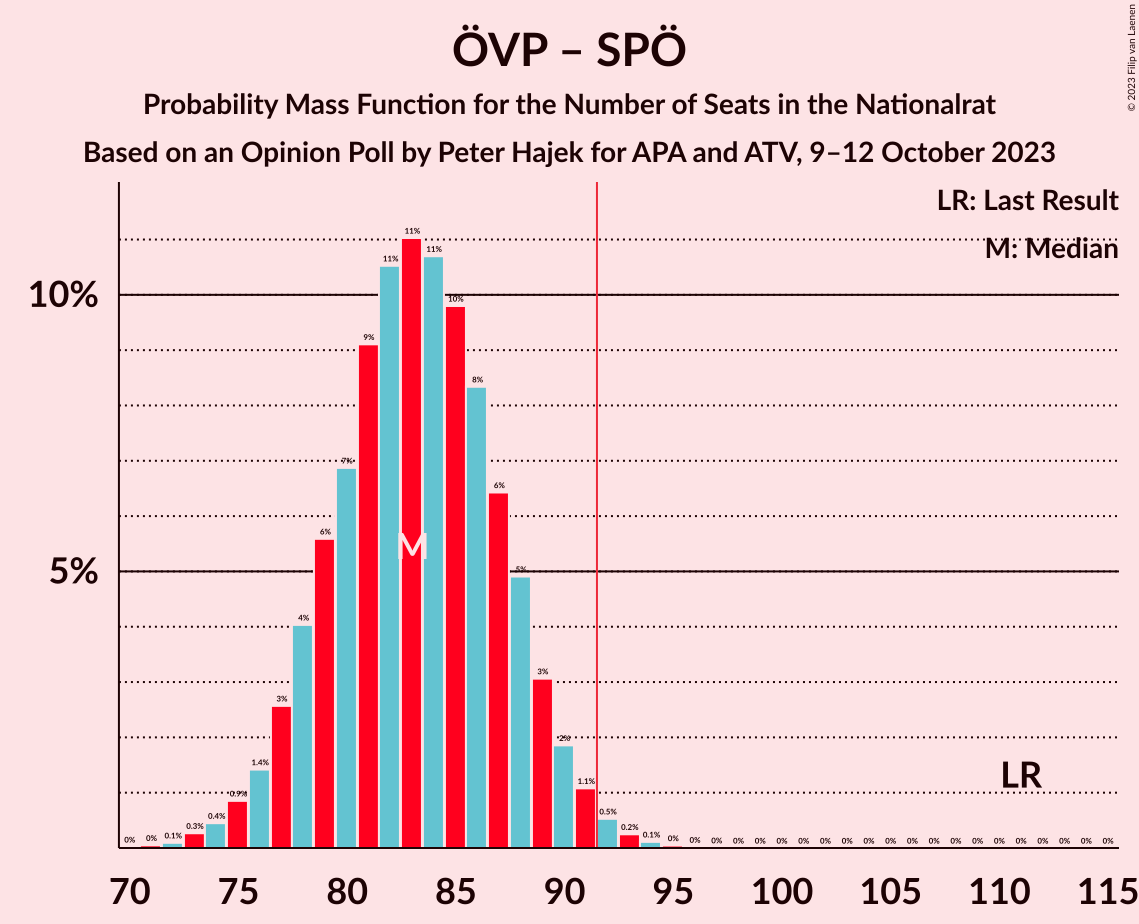 ÖVP – SPÖ
Probability Mass Function for the Number of Seats in the Nationalrat
Based on an Opinion Poll by Peter Hajek for APA and ATV, 9–12 October 2023
© 2023 Filip van Laenen
LR: Last Result
M: Median
10%
5%
0% 0% 0.1% 0.3% 0.4% 0.9% 1.4% 3% 4% 6% 7% 9% 11% 11% 11% 10% 8% 6% 5% 3% 2% 1.1% 0.5% 0.2% 0.1% 0% 0% 0% 0% 0% 0% 0% 0% 0% 0% 0% 0% 0% 0% 0% 0% 0% 0% 0% 0% 0%
M
LR
70 75 80 85 90 95 100 105 110 115